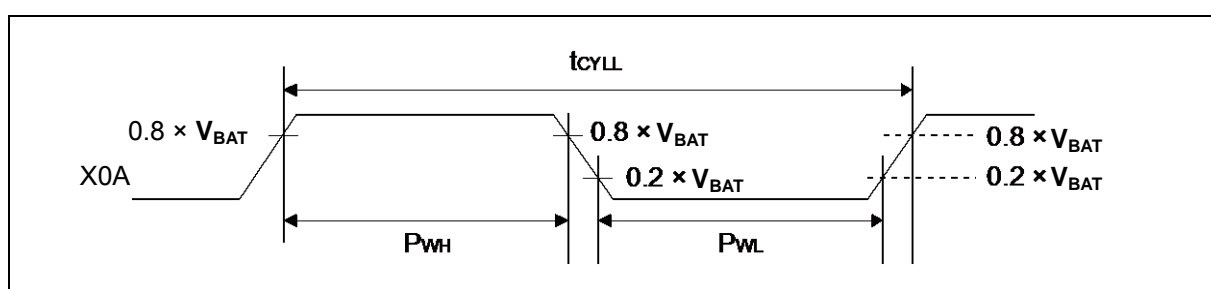 tCYLL
0.8 × VBAT
0.8 × VBAT
0.8 × VBAT
X0A
0.2 × VBAT
0.2 × VBAT
PWH
PWL